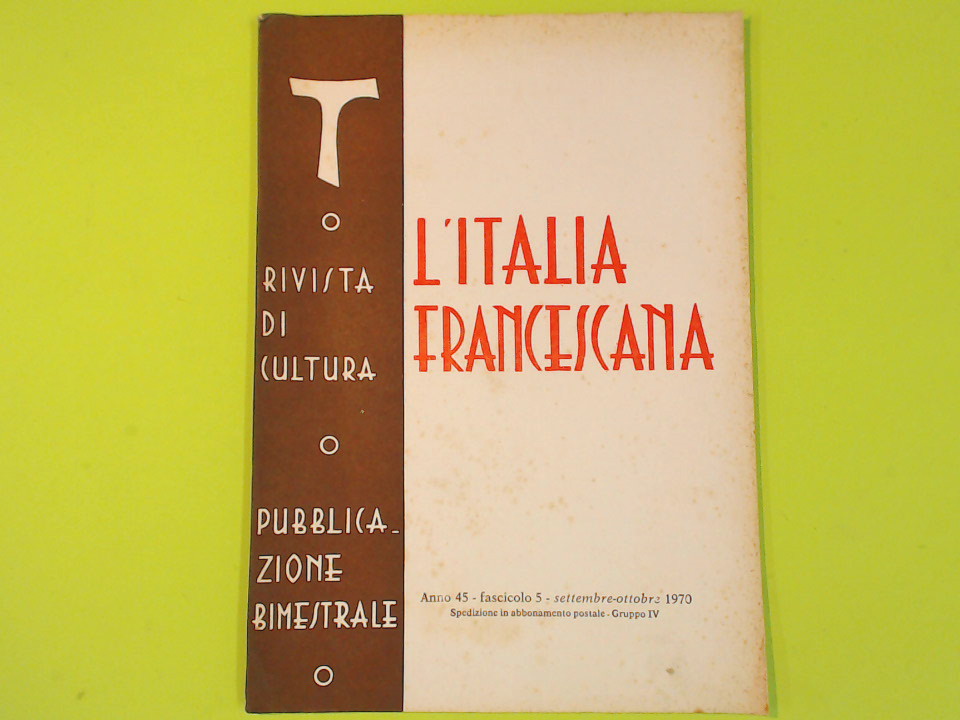 RIVISTA
DI
CULTURA
PUBBLICA-
ZIONE
BIMESTRALE
L'ITALIA
FRANCESCANA
Anno 45 - fascicolo 5 - settembre-ottobre 1970
Spedizione in abbonamento postale - Gruppo IV